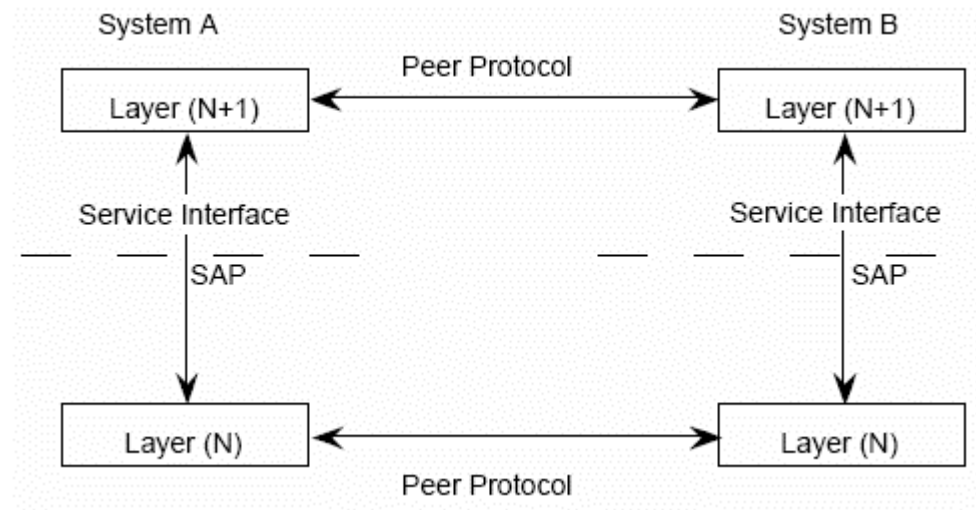 System A
System B
Peer Protocol
Layer (N+1)
Layer (N+1)
Service Interface
Service Interface
SAP
SAP
Layer (N)
Layer (N)
Peer Protocol